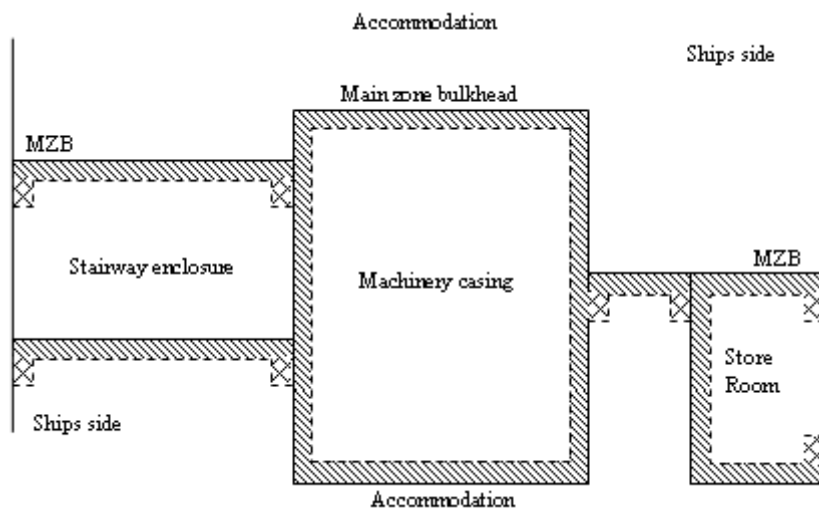 Accommodation
Ships side
Main zone bulkhead
MZB
Stairway enclosure
Machinery casing
MZB
Store
Room
Ships side
Accommodation